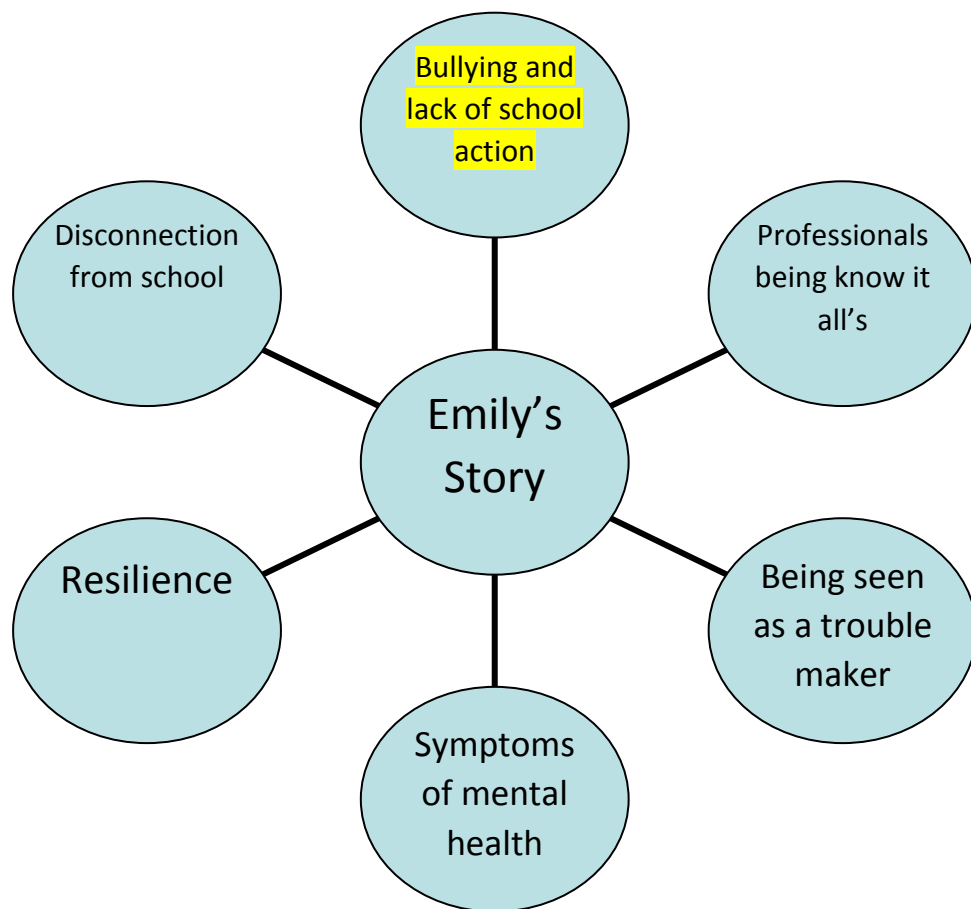 Bullying and
lack of school
action
Disconnection
from school
Professionals
being know it
all’s
Emily’s
Story
Resilience
Being seen
as a trouble
maker
Symptoms
of mental
health